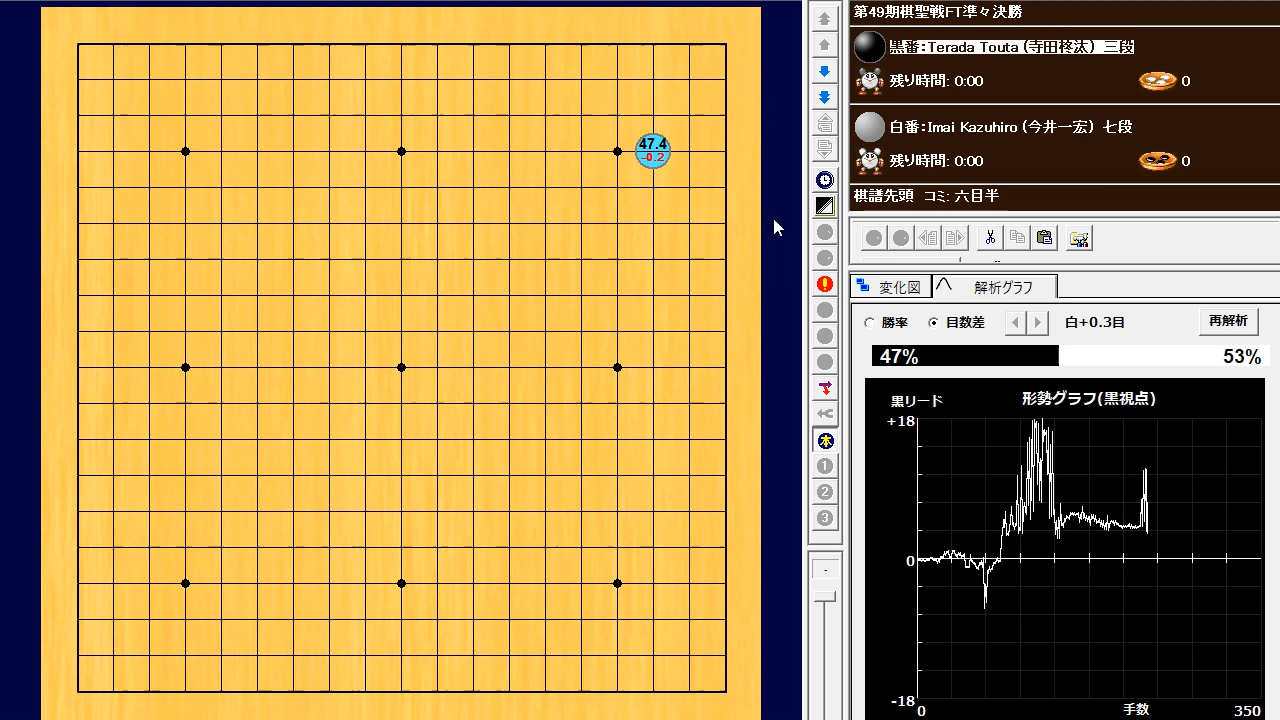 47.4
-0.2
第49期棋聖戦FT準々決勝
黒番:Terada Touta (寺田柊汰) 三段
残り時間: 0:00
0
白番:Imai Kazuhiro (今井一宏) 七段
残り時間: 0:00
0
棋譜先頭 コミ: 六目半
変化図
解析グラフ
勝率
目数差
白+0.3目
再解析
47%
53%
黒リード
形勢グラフ(黒視点)
+18
0
-18
0
手数
350
本
1
2
3
-